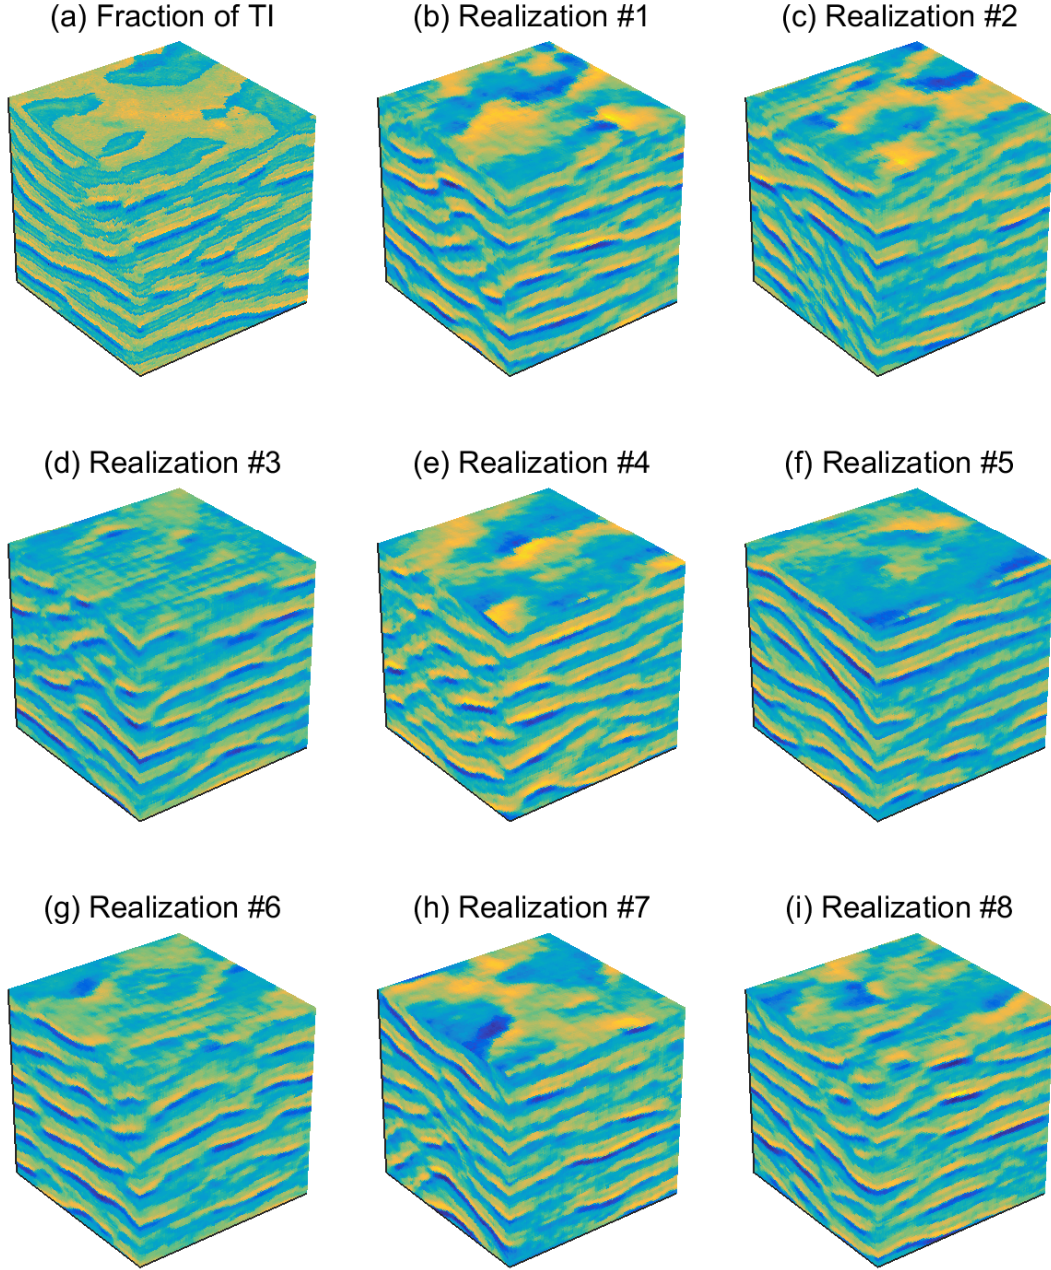 (a) Fraction of TI
(b) Realization #1
(c) Realization #2
(d) Realization #3
(e) Realization #4
(f) Realization #5
(g) Realization #6
(h) Realization #7
(i) Realization #8